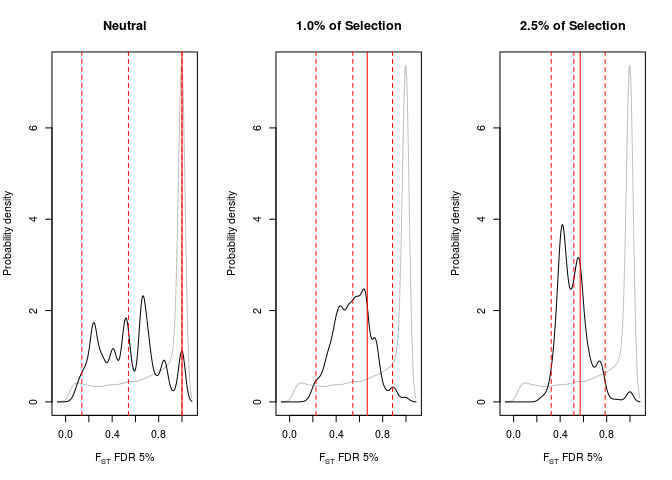 Neutral
Probability density
0 2 4 6
0.0 0.4 0.8
FST FDR 5%
1.0% of Selection
Probability density
0 2 4 6
0.0 0.4 0.8
FST FDR 5%
2.5% of Selection
Probability density
0 2 4 6
0.0 0.4 0.8
FST FDR 5%